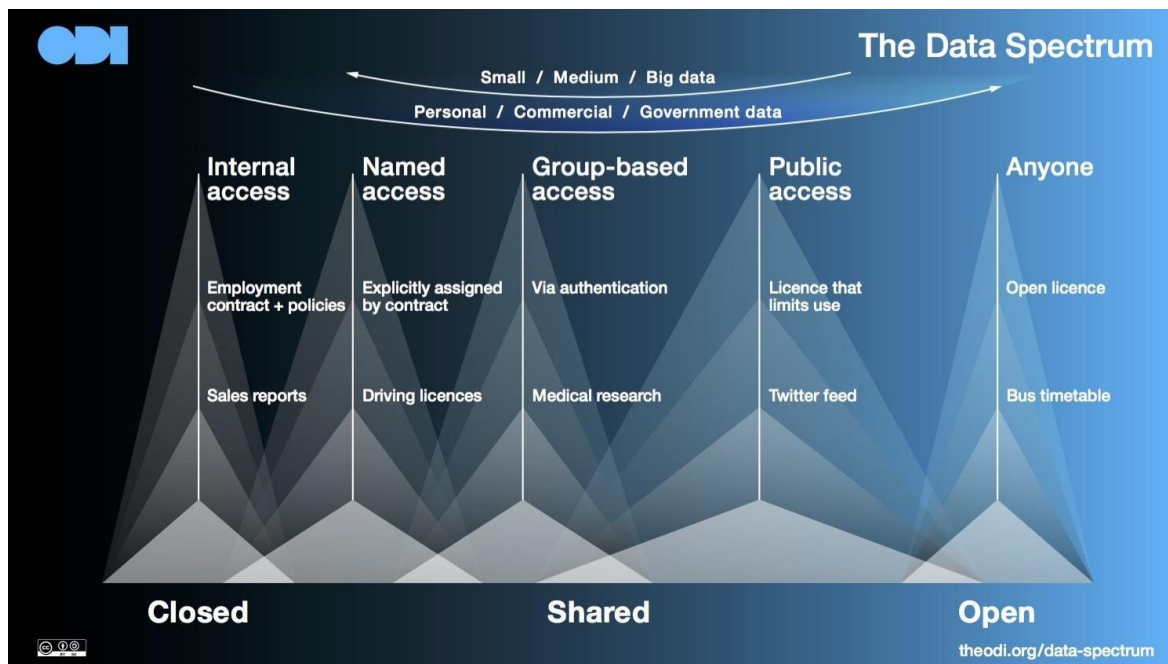 ODI
The Data Spectrum
Small / Medium / Big data
Personal / Commercial / Government data
Internal
access
Named
access
Group-based
access
Public
access
Anyone
Employment
contract + policies
Explicitly assigned
by contract
Via authentication
Licence that
limits use
Open licence
Sales reports
Driving licences
Medical research
Twitter feed
Bus timetable
Closed
Shared
Open
theodi.org/data-spectrum